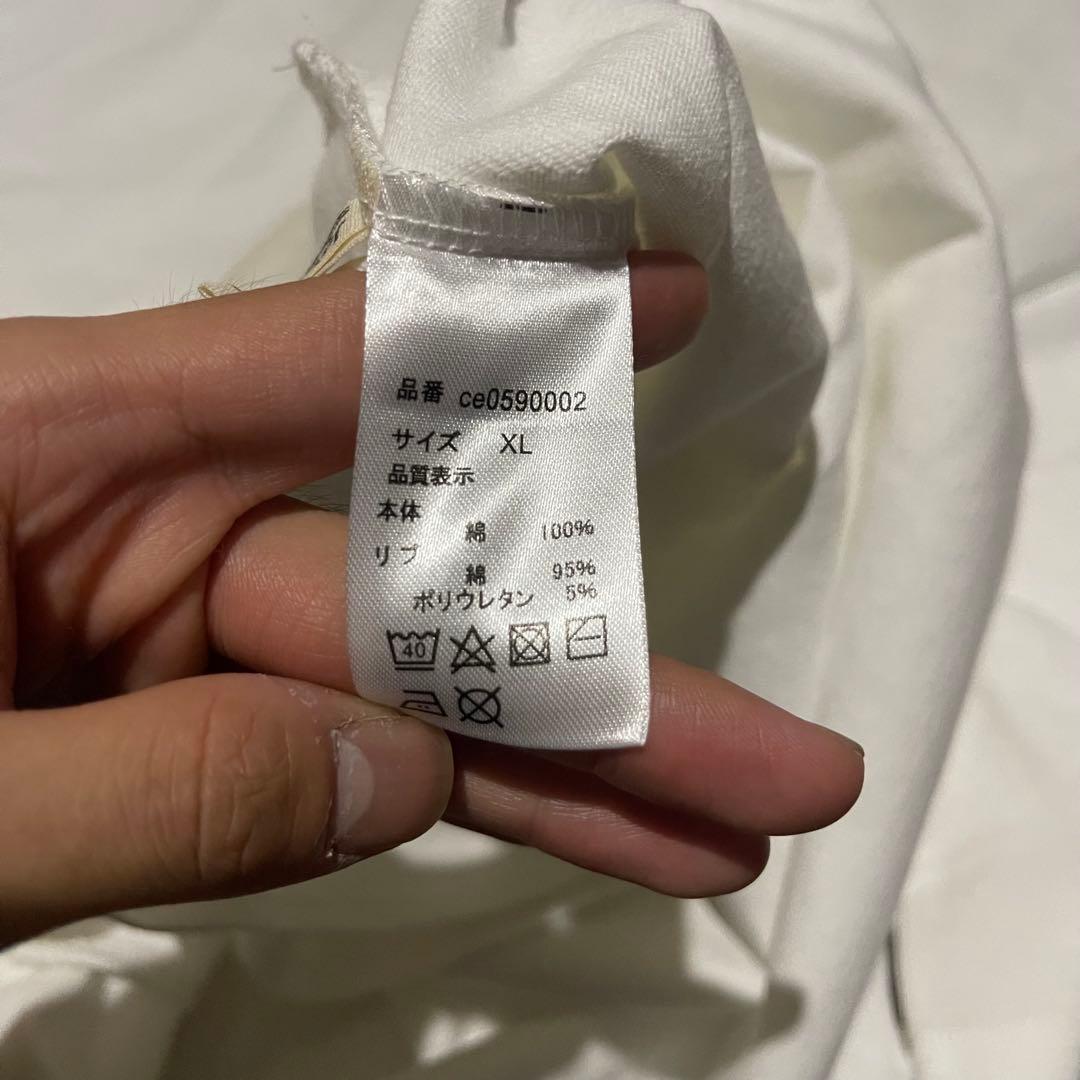 品番 ce0590002
サイズ XL
品質表示
本体
綿 100%
リブ
綿 95%
ポリウレタン 5%
40